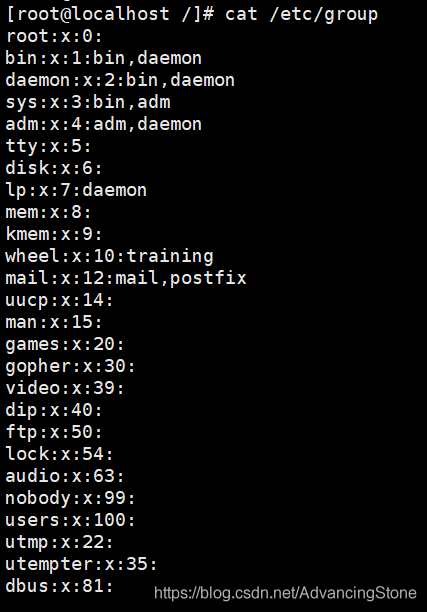 [root@localhost /]# cat /etc/group
root:x:0:
bin:x:1:bin,daemon
daemon:x:2:bin,daemon
sys:x:3:bin,adm
adm:x:4:adm,daemon
tty:x:5:
disk:x:6:
lp:x:7:daemon
mem:x:8:
kmem:x:9:
wheel:x:10:training
mail:x:12:mail,postfix
uucp:x:14:
man:x:15:
games:x:20:
gopher:x:30:
video:x:39:
dip:x:40:
ftp:x:50:
lock:x:54:
audio:x:63:
nobody:x:99:
users:x:100:
utmp:x:22:
utempter:x:35:
dbus:x:81:
https://blog.csdn.net/AdvancingStone